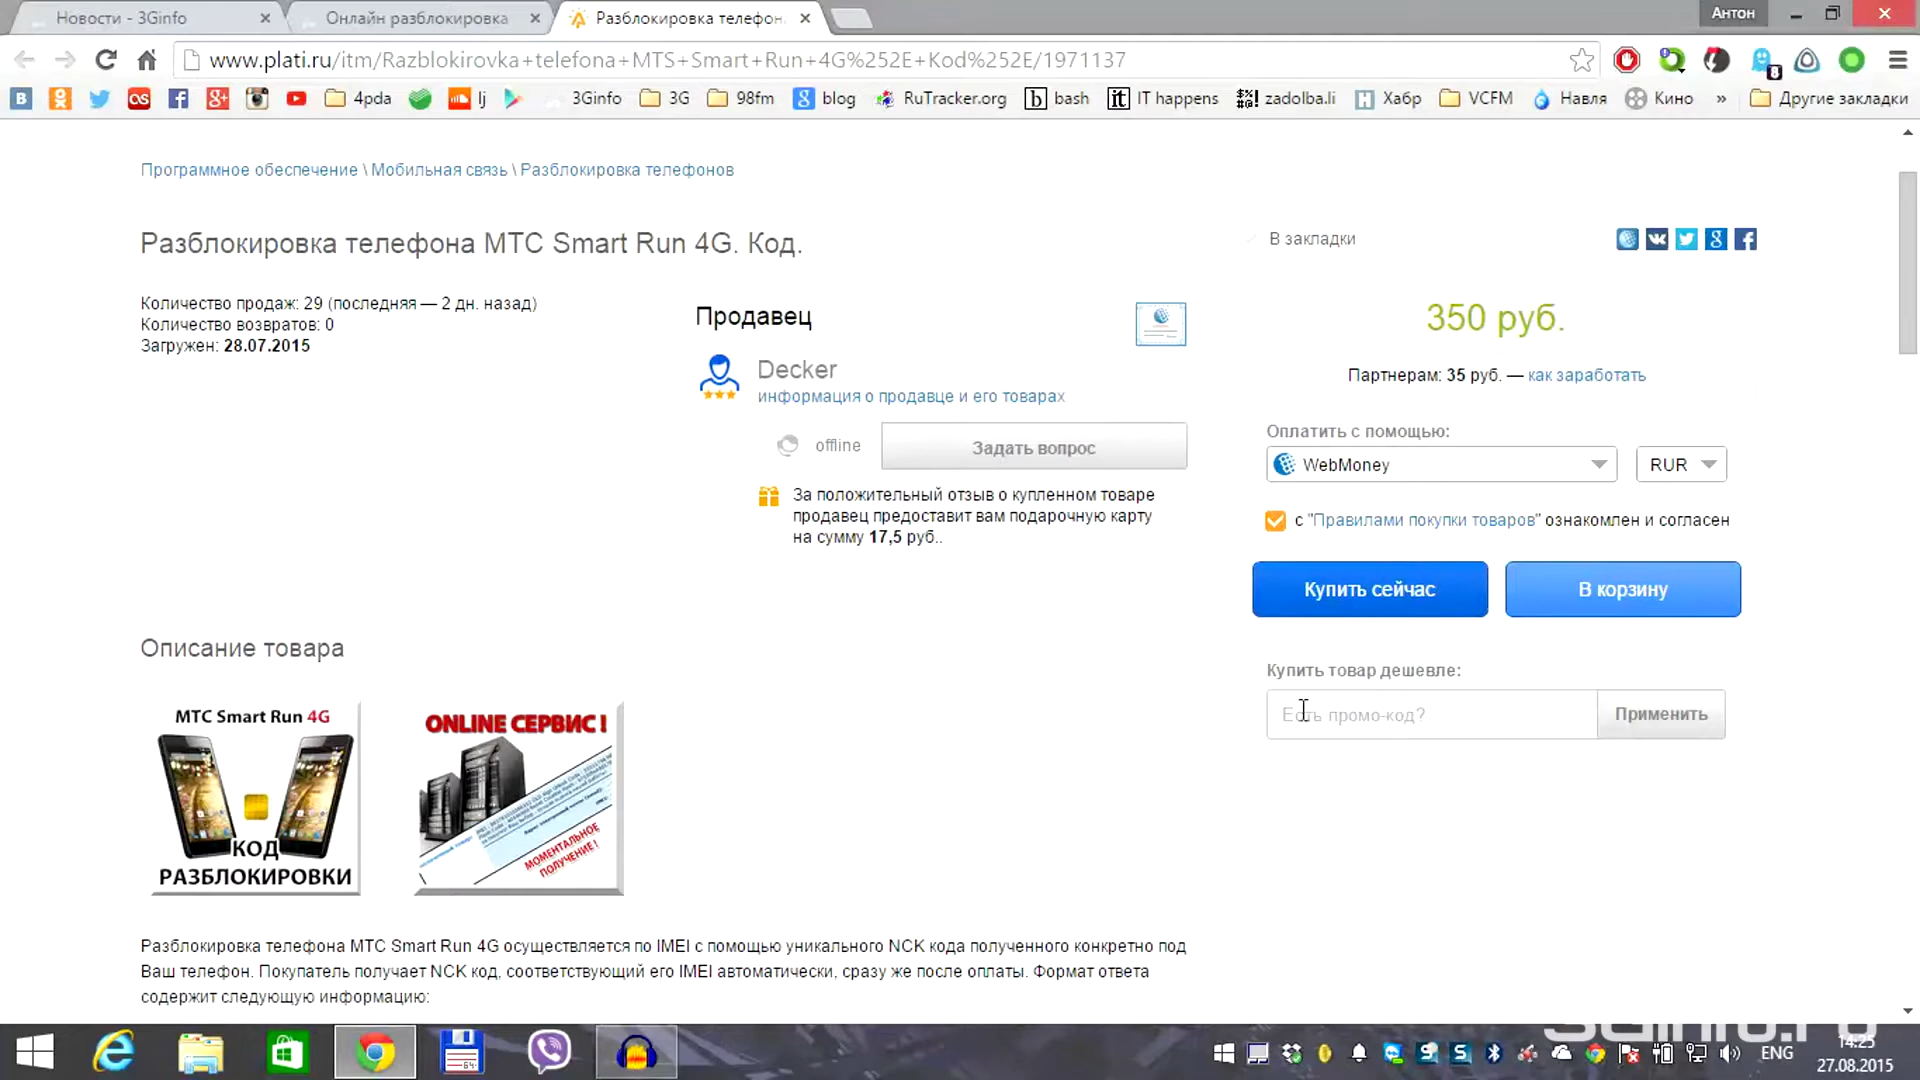 Новости - 3Ginfo
Онлайн разблокировка
Разблокировка телефон
Антон
www.plati.ru/itm/Razblokirovka+telefona+MTS+Smart+Run+4G%252E+Kod%252E/1971137
4pda
lj
3Ginfo
3G
98fm
blog
RuTracker.org
bash
IT happens
zadolba.li
Хабр
VCFM
Навля
Кино
»
Другие закладки
Программное обеспечение \ Мобильная связь \ Разблокировка телефонов
Разблокировка телефона МТС Smart Run 4G. Код.
В закладки
Количество продаж: 29 (последняя — 2 дн. назад)
Количество возвратов: 0
Загружен: 28.07.2015
Продавец
Decker
информация о продавце и его товарах
offline
Задать вопрос
За положительный отзыв о купленном товаре
продавец предоставит вам подарочную карту
на сумму 17,5 руб..
350 руб.
Партнерам: 35 руб. — как заработать
Оплатить с помощью:
WebMoney
RUR
с "Правилами покупки товаров" ознакомлен и согласен
Купить сейчас
В корзину
Купить товар дешевле:
Есть промо-код?
Применить
Описание товара
МТС Smart Run 4G
КОД
РАЗБЛОКИРОВКИ
ONLINE СЕРВИС !
МОМЕНТАЛЬНОЕ
ПОЛУЧЕНИЕ !
Разблокировка телефона МТС Smart Run 4G осуществляется по IMEI с помощью уникального NCK кода полученного конкретно под
Ваш телефон. Покупатель получает NCK код, соответствующий его IMEI автоматически, сразу же после оплаты. Формат ответа
содержит следующую информацию:
3Ginfo.ru
ENG
14:25
27.08.2015